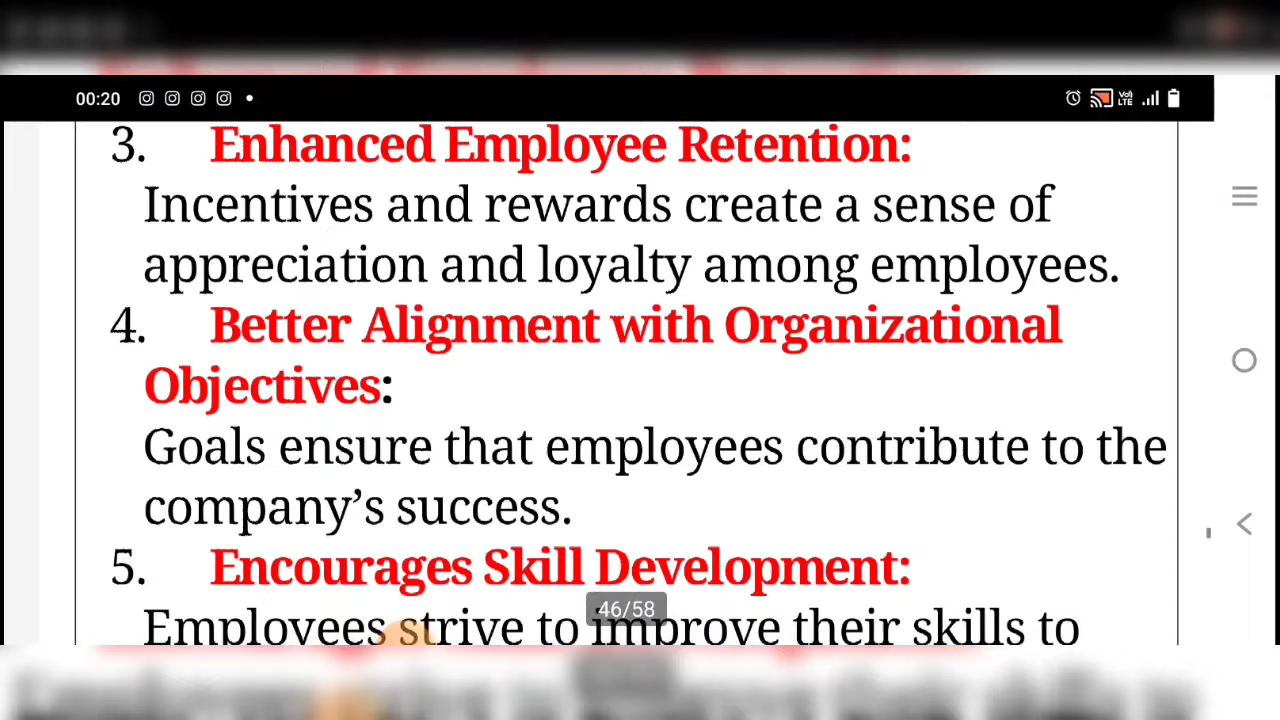 00:20
3. Enhanced Employee Retention:
Incentives and rewards create a sense of
appreciation and loyalty among employees.
4. Better Alignment with Organizational
Objectives:
Goals ensure that employees contribute to the
company’s success.
5. Encourages Skill Development:
46/58
Employees strive to improve their skills to